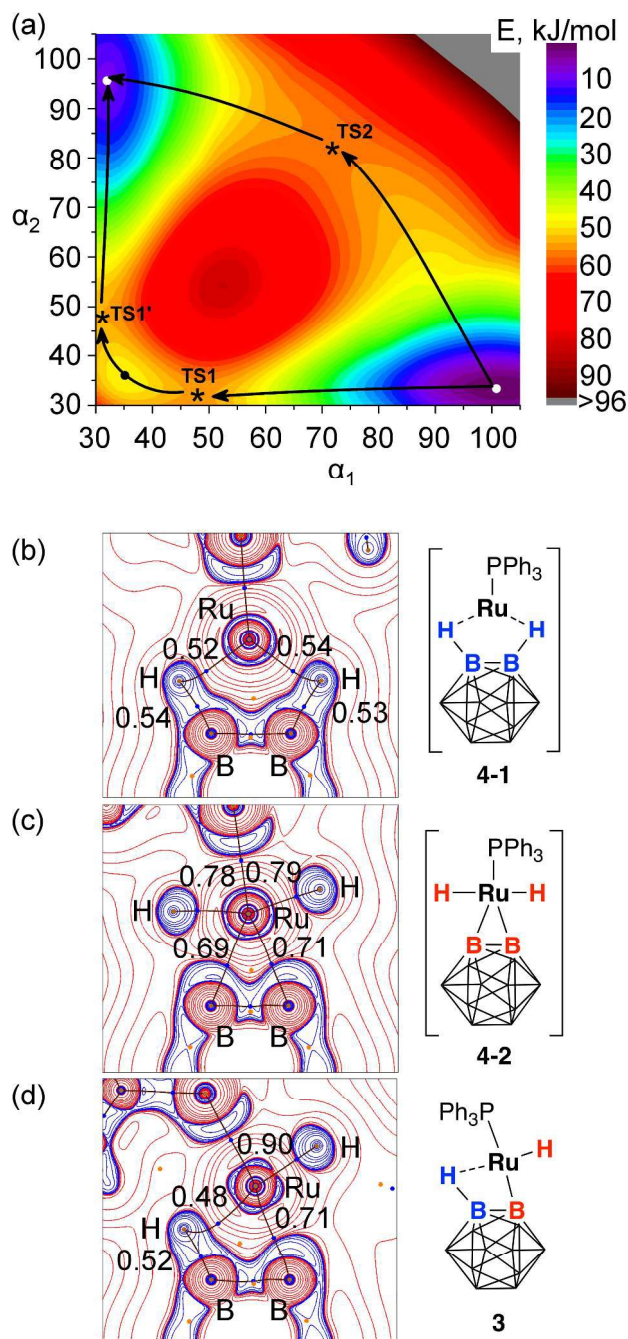 (a)
E, kJ/mol
100
90
80
α₂ 70
60
50
40
30
30 40 50 60 70 80 90 100
α₁
TS2
TS1'
TS1
10
20
30
40
50
60
70
80
90
>96
(b)
Ru
0.52 0.54
H H
0.54 0.53
B B
PPh₃
H Ru H
B B
4-1
(c)
0.78 0.79 H
H Ru
0.69 0.71
B B
PPh₃
H Ru H
B B
4-2
(d)
0.90 H
Ru
0.48
H 0.71
0.52
B B
Ph₃P
Ru H
H
B B
3